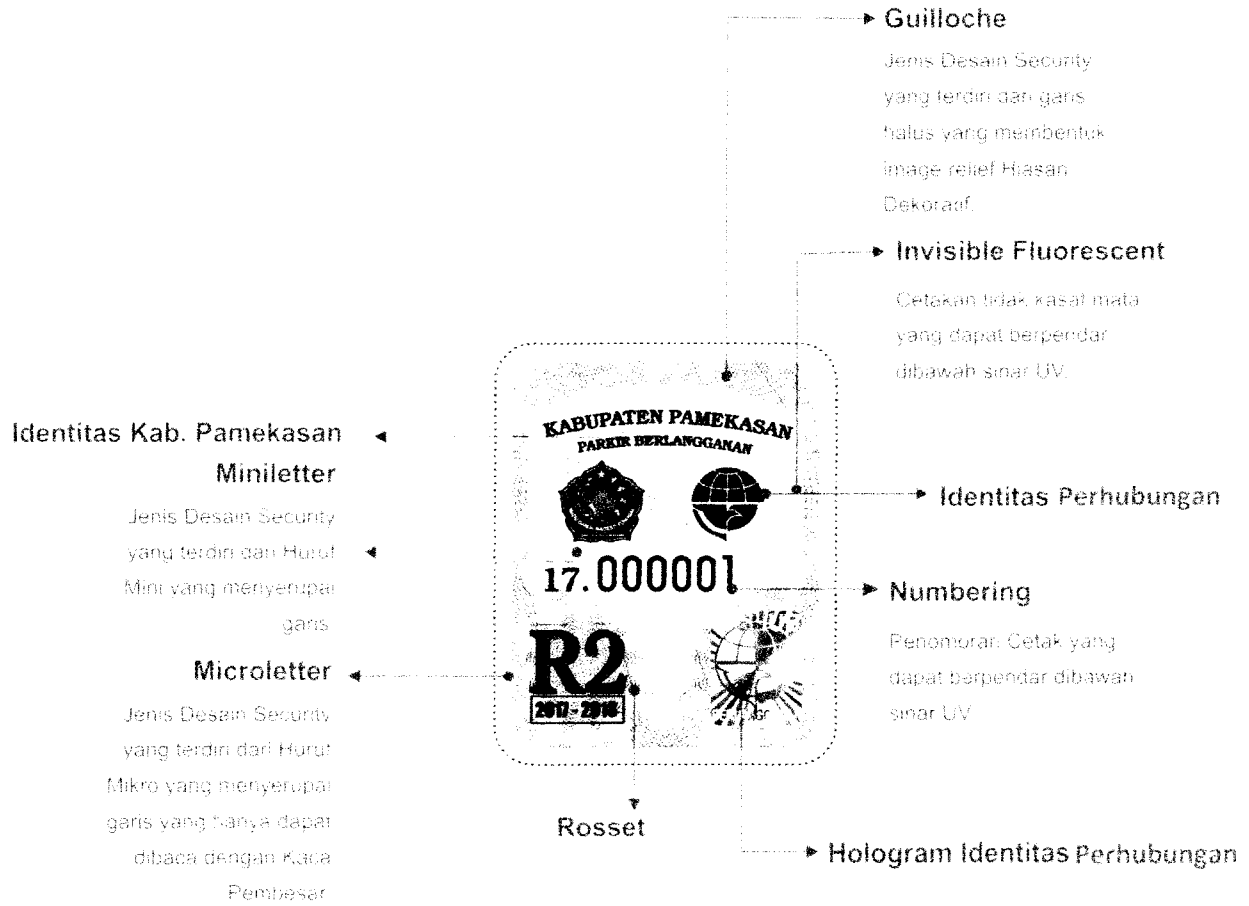 Guilloche
Jenis Desain Security
yang terdiri dari garis
halus yang membentuk
image relief Hiasan
Dekoratif.
Invisible Fluorescent
Cetakan tidak kasat mata
yang dapat berpendar
dibawah sinar UV.
Identitas Kab. Pamekasan
Miniletter
Jenis Desain Security
yang terdiri dari Huruf
Mini yang menyerupai
garis
Microletter
Jenis Desain Security
yang terdiri dari Huruf
Mikro yang menyerupai
garis yang hanya dapat
dibaca dengan Kaca
Pembesar
KABUPATEN PAMEKASAN
PARKIR BERLANGGANAN
17.000001
R2
2017 - 2018
Identitas Perhubungan
Numbering
Penomoran Cetak yang
dapat berpendar dibawah
sinar UV
Rosset
Hologram Identitas Perhubungan